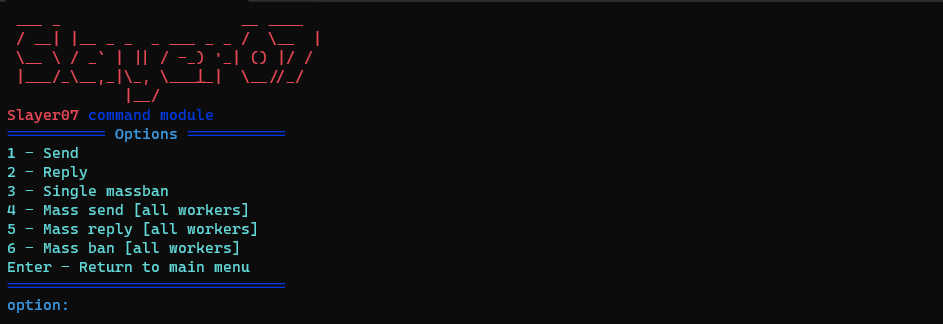 Slayer07
Slayer07 command module
═══════════ Options ═══════════
1 - Send
2 - Reply
3 - Single massban
4 - Mass send [all workers]
5 - Mass reply [all workers]
6 - Mass ban [all workers]
Enter - Return to main menu
option: